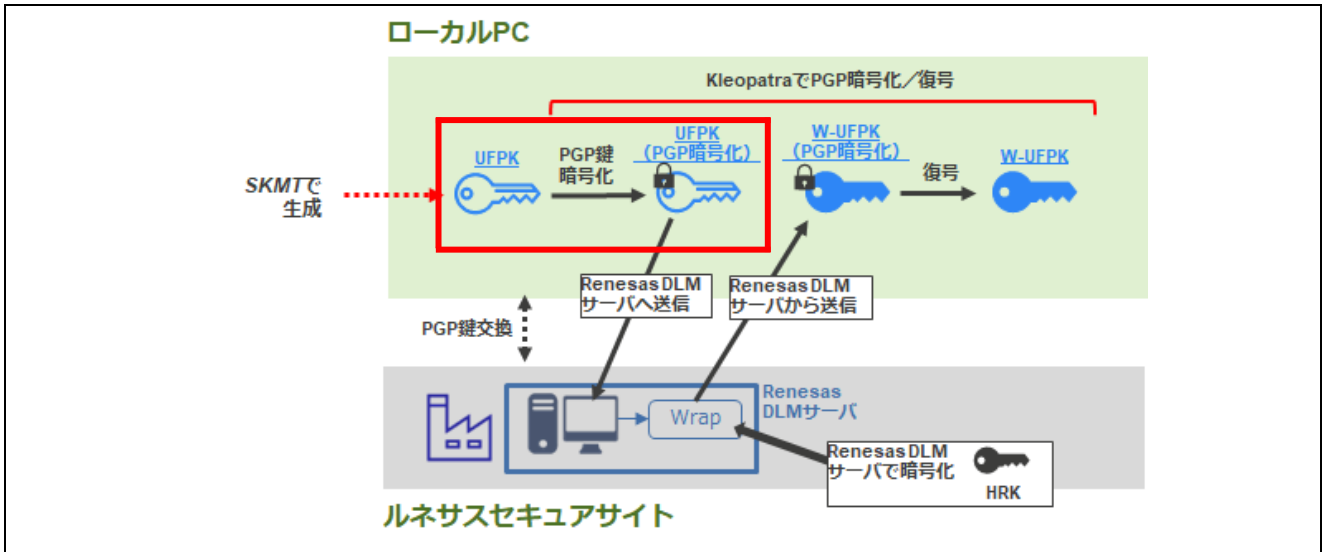 ローカルPC
KleopatraでPGP暗号化／復号
UFPK
PGP鍵
暗号化
UFPK
（PGP暗号化）
W-UFPK
（PGP暗号化）
復号
W-UFPK
SKMTで
生成
Renesas DLM
サーバへ送信
Renesas DLM
サーバから送信
PGP鍵交換
Wrap
Renesas
DLMサーバ
Renesas DLM
サーバで暗号化
HRK
ルネサスセキュアサイト